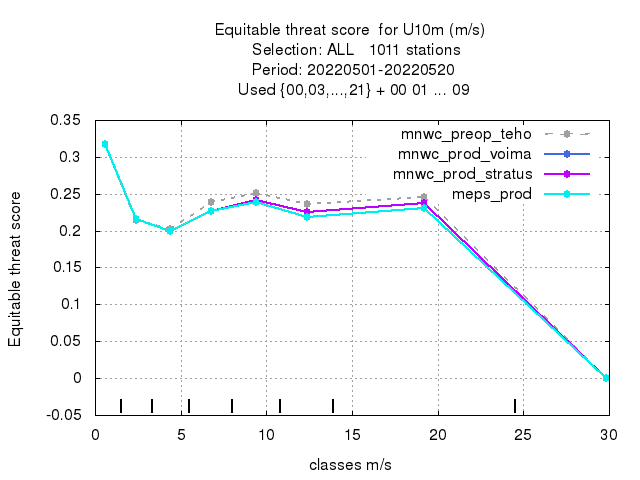 Equitable threat score  for U10m (m/s)
Selection: ALL   1011 stations
Period: 20220501-20220520
Used {00,03,...,21} + 00 01 ... 09
mnwc_preop_teho
mnwc_prod_voima
mnwc_prod_stratus
meps_prod
0.35
0.3
0.25
0.2
0.15
0.1
0.05
0
-0.05
Equitable threat score
0 5 10 15 20 25 30
classes m/s